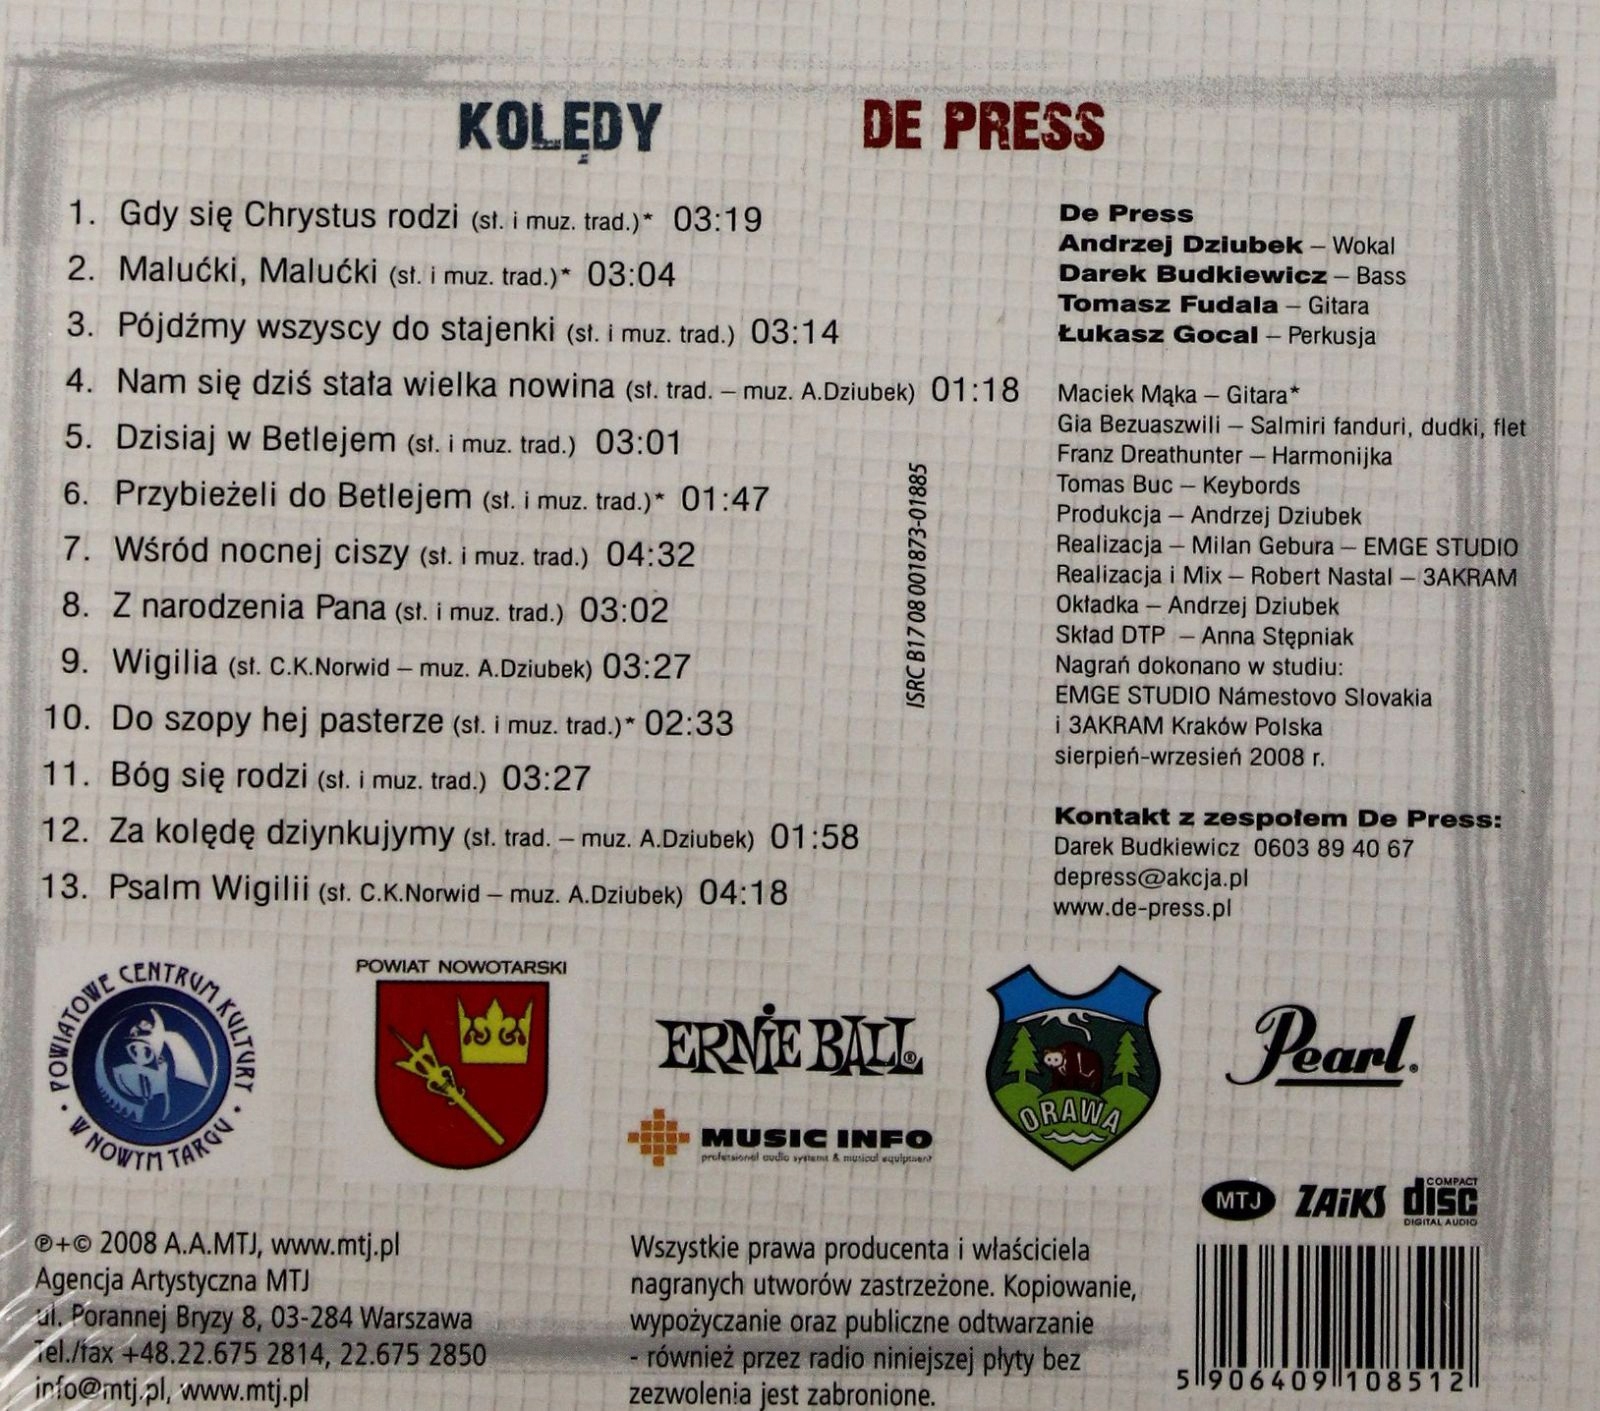 KOLĘDY
DE PRESS
1. Gdy się Chrystus rodzi (sł. i muz. trad.)* 03:19
2. Malućki, Malućki (sł. i muz. trad.)* 03:04
3. Pójdźmy wszyscy do stajenki (sł. i muz. trad.) 03:14
4. Nam się dziś stała wielka nowina (sł. trad. – muz. A.Dziubek) 01:18
5. Dzisiaj w Betlejem (sł. i muz. trad.) 03:01
6. Przybieżeli do Betlejem (sł. i muz. trad.)* 01:47
7. Wśród nocnej ciszy (sł. i muz. trad.) 04:32
8. Z narodzenia Pana (sł. i muz. trad.) 03:02
9. Wigilia (sł. C.K.Norwid – muz. A.Dziubek) 03:27
10. Do szopy hej pasterze (sł. i muz. trad.)* 02:33
11. Bóg się rodzi (sł. i muz. trad.) 03:27
12. Za kolędę dziynkujymy (sł. trad. – muz. A.Dziubek) 01:58
13. Psalm Wigilii (sł. C.K.Norwid – muz. A.Dziubek) 04:18
ISRC B17 08 001873-01885
De Press
Andrzej Dziubek – Wokal
Darek Budkiewicz – Bass
Tomasz Fudala – Gitara
Łukasz Gocal – Perkusja
Maciek Mąka – Gitara*
Gia Bezuaszwili – Salmiri fanduri, dudki, flet
Franz Dreathunter – Harmonijka
Tomas Buc – Keybords
Produkcja – Andrzej Dziubek
Realizacja – Milan Gebura – EMGE STUDIO
Realizacja i Mix – Robert Nastal – 3AKRAM
Okładka – Andrzej Dziubek
Skład DTP – Anna Stępniak
Nagrań dokonano w studiu:
EMGE STUDIO Námestovo Slovakia
i 3AKRAM Kraków Polska
sierpień-wrzesień 2008 r.
Kontakt z zespołem De Press:
Darek Budkiewicz 0603 89 40 67
depress@akcja.pl
www.de-press.pl
POWIATOWE CENTRUM KULTURY
• W NOWYM TARGU •
POWIAT NOWOTARSKI
ERNIE BALL®
MUSIC INFO
professional audio systems & musical equipment
ORAWA
Pearl®
MTJ
ZAiKS
COMPACT
disc
DIGITAL AUDIO
℗+© 2008 A.A.MTJ, www.mtj.pl
Agencja Artystyczna MTJ
ul. Porannej Bryzy 8, 03-284 Warszawa
Tel./fax +48.22.675 2814, 22.675 2850
info@mtj.pl, www.mtj.pl
Wszystkie prawa producenta i właściciela
nagranych utworów zastrzeżone. Kopiowanie,
wypożyczanie oraz publiczne odtwarzanie
- również przez radio niniejszej płyty bez
zezwolenia jest zabronione.
5 906409 108512